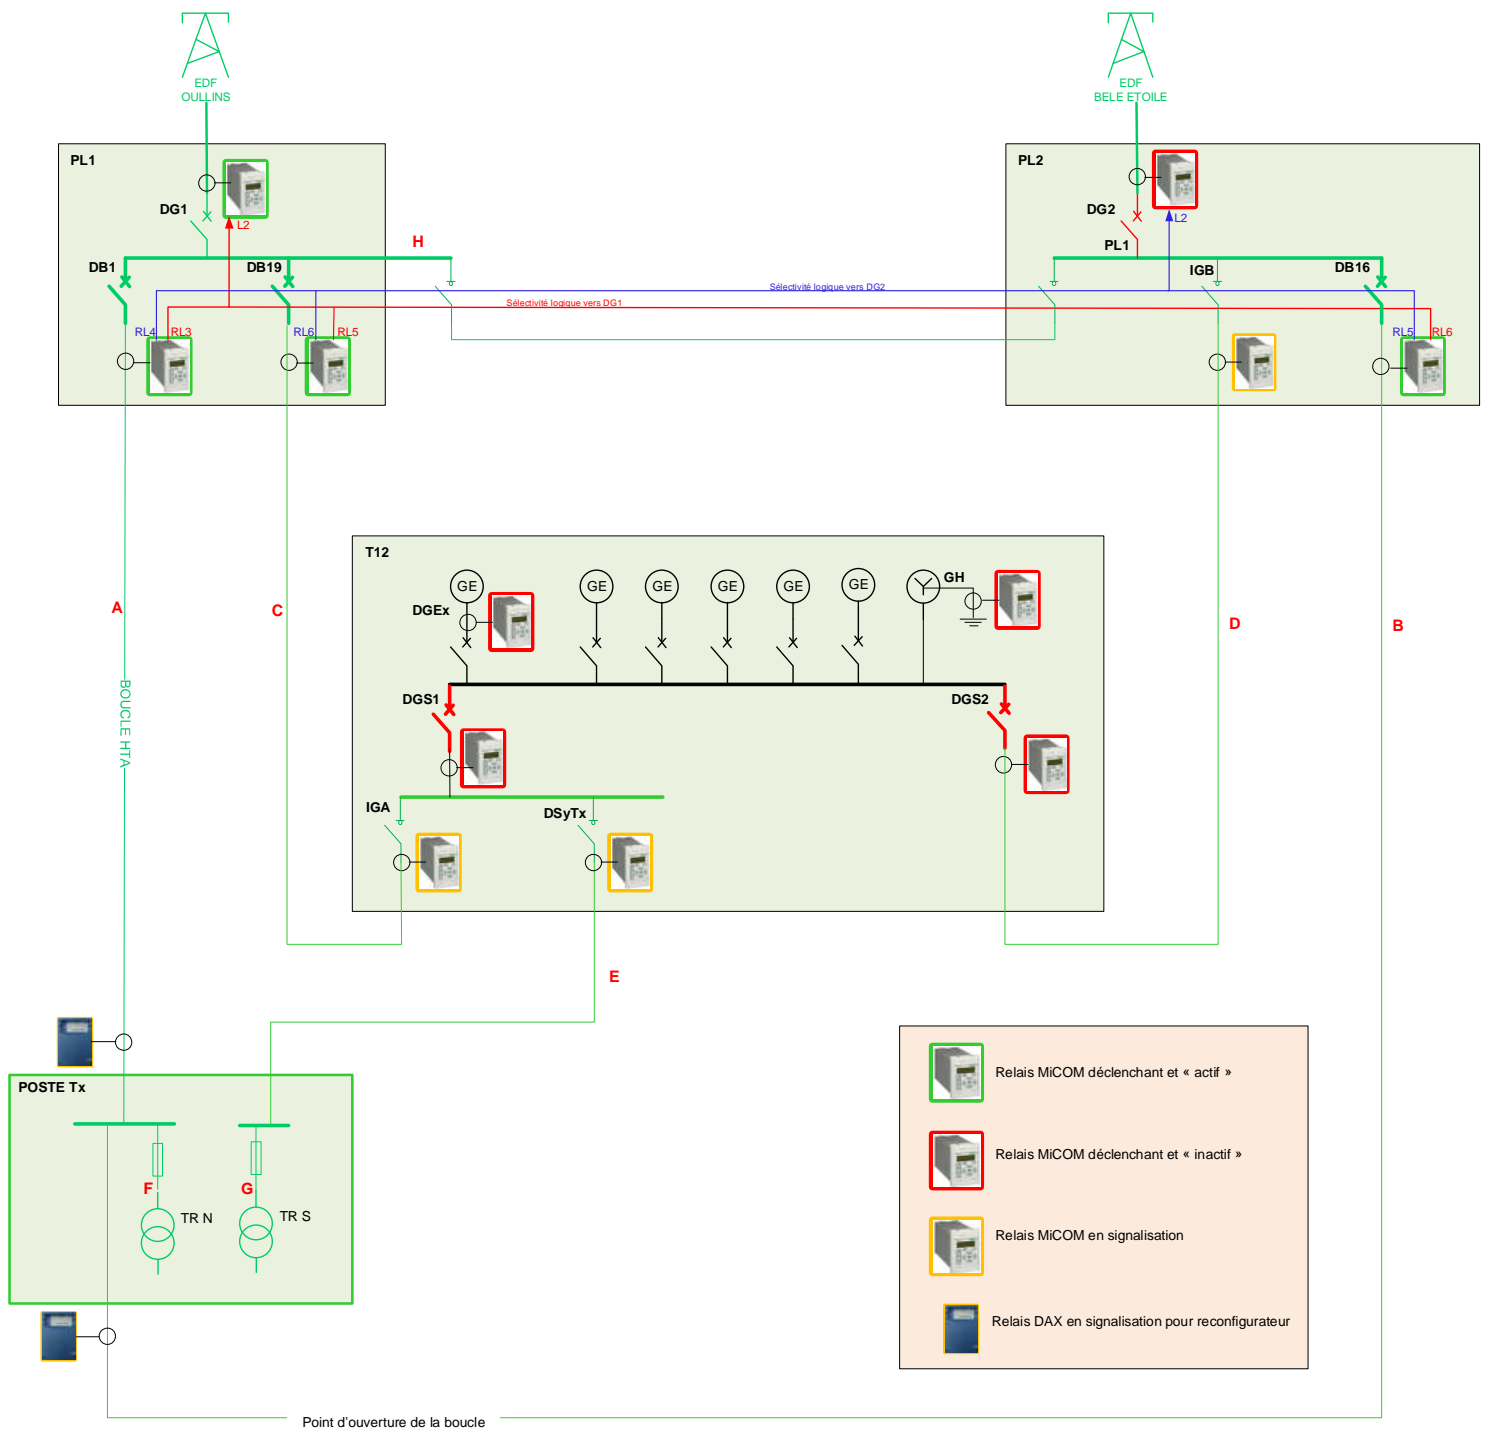 EDF
OULLINS
EDF
BELE ETOILE
PL1
DG1
L2
H
DB1
DB19
RL4
RL3
RL6
RL5
PL2
DG2
L2
PL1
IGB
DB16
RL5
RL6
Sélectivité logique vers DG2
Sélectivité logique vers DG1
A
C
D
B
BOUCLE HTA
T12
GE
GE
GE
GE
GE
GE
GH
DGEx
DGS1
DGS2
IGA
DSyTx
E
POSTE Tx
F
G
TR N
TR S
Relais MiCOM déclenchant et « actif »
Relais MiCOM déclenchant et « inactif »
Relais MiCOM en signalisation
Relais DAX en signalisation pour reconfigurateur
Point d'ouverture de la boucle